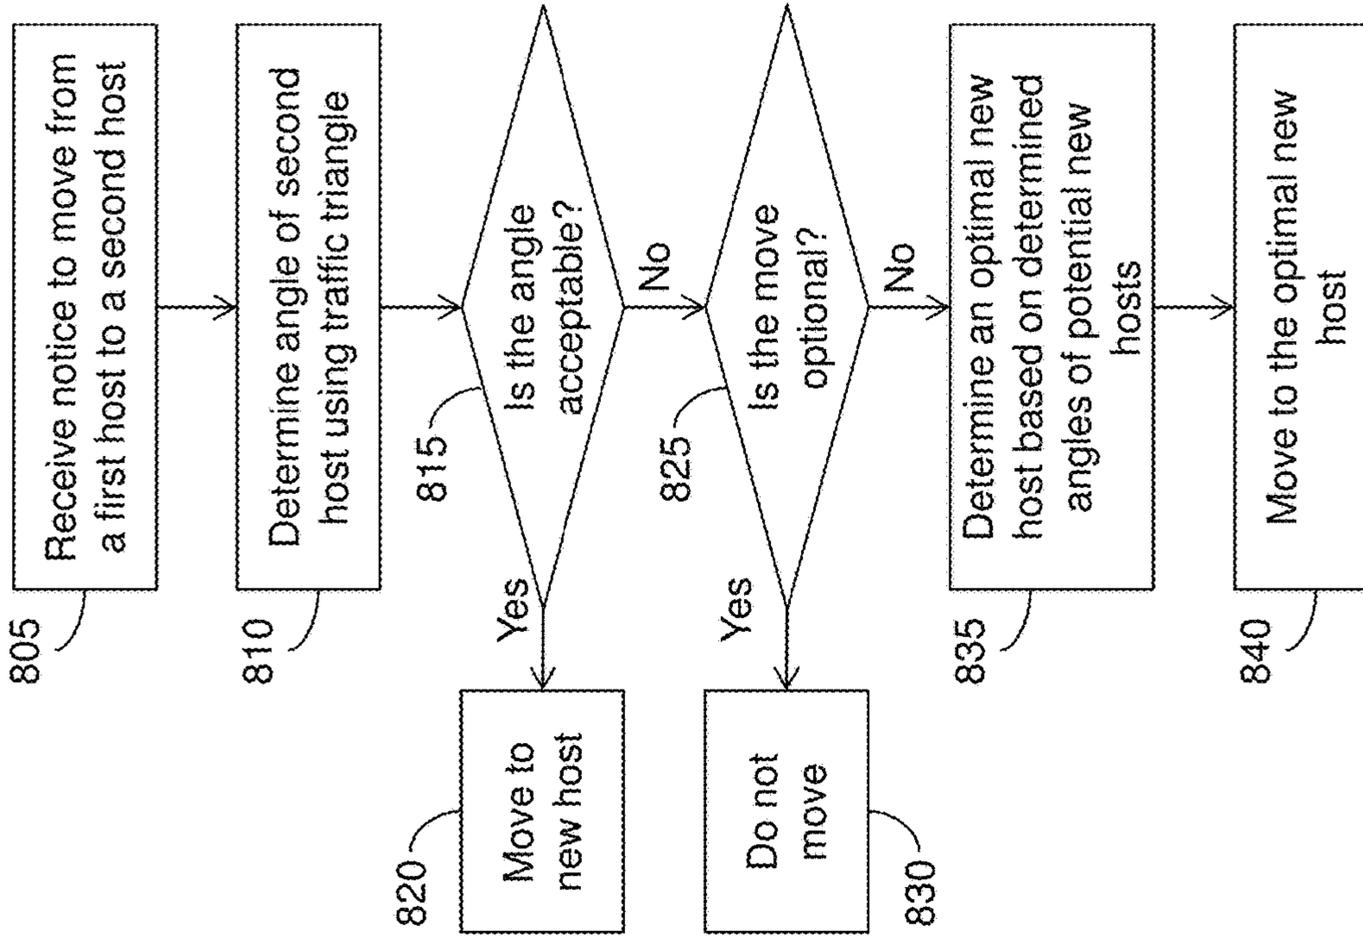 805
Receive notice to move from
a first host to a second host
810
Determine angle of second
host using traffic triangle
815
Is the angle
acceptable?
Yes
No
820
Move to
new host
825
Is the move
optional?
Yes
No
830
Do not
move
835
Determine an optimal new
host based on determined
angles of potential new
hosts
840
Move to the optimal new
host